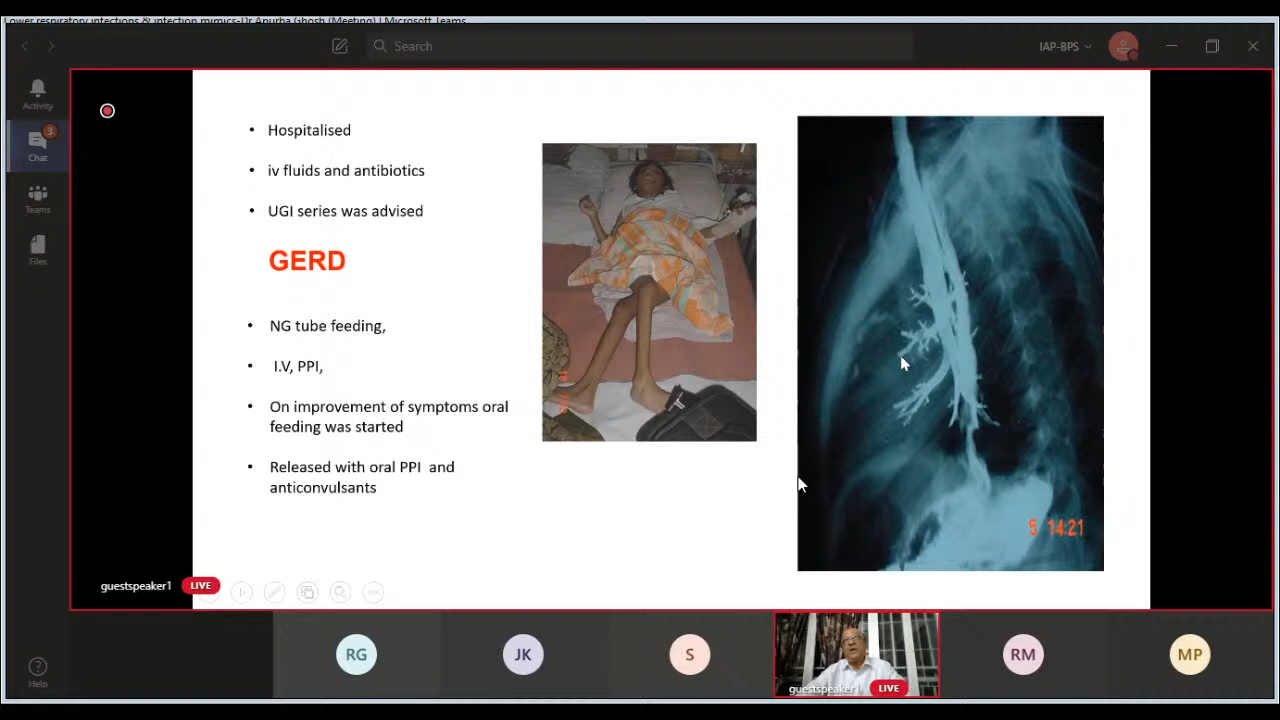 Lower respiratory infections & infection mimics-Dr Apurba Ghosh (Meeting) | Microsoft Teams
Search
IAP-BPS
Activity
3
Chat
Teams
Files
Help
• Hospitalised
• iv fluids and antibiotics
• UGI series was advised
GERD
• NG tube feeding,
• I.V, PPI,
• On improvement of symptoms oral
feeding was started
• Released with oral PPI and
anticonvulsants
5 14:21
guestspeaker1 LIVE
RG
JK
S
guestspeaker1 LIVE
RM
MP